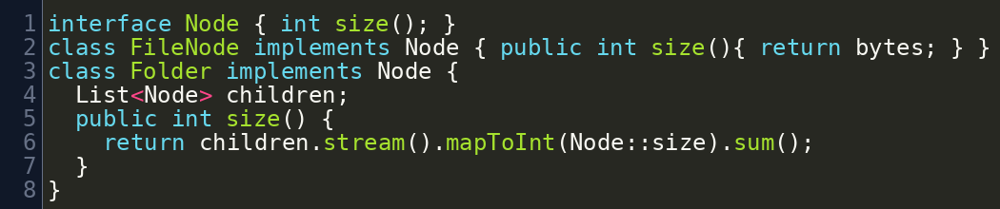 1 interface Node { int size(); }
2 class FileNode implements Node { public int size(){ return bytes; } }
3 class Folder implements Node {
4   List<Node> children;
5   public int size() {
6     return children.stream().mapToInt(Node::size).sum();
7   }
8 }